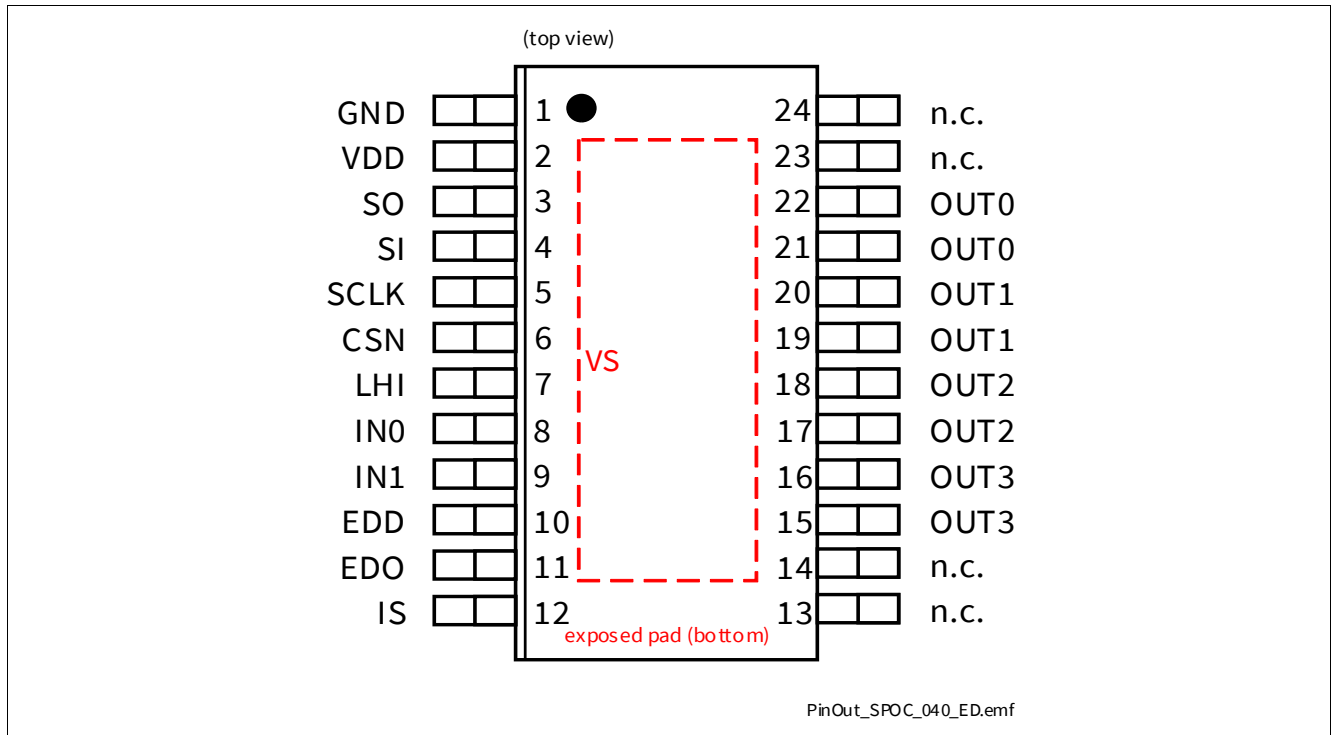 (top view)
GND 1 24 n.c.
VDD 2 23 n.c.
SO 3 22 OUT0
SI 4 21 OUT0
SCLK 5 20 OUT1
CSN 6 19 OUT1
VS
LHI 7 18 OUT2
IN0 8 17 OUT2
IN1 9 16 OUT3
EDD 10 15 OUT3
EDO 11 14 n.c.
IS 12 13 n.c.
exposed pad (bottom)
PinOut_SPOC_040_ED.emf